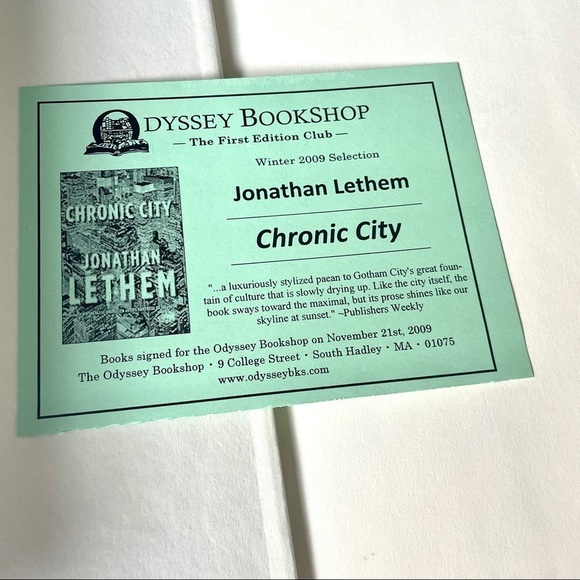 ODYSSEY BOOKSHOP
— The First Edition Club —
Winter 2009 Selection
Jonathan Lethem
Chronic City
CHRONIC CITY
JONATHAN
LETHEM
"...a luxuriously stylized paean to Gotham City's great foun-
tain of culture that is slowly drying up. Like the city itself, the
book sways toward the maximal, but its prose shines like our
skyline at sunset." –Publishers Weekly
Books signed for the Odyssey Bookshop on November 21st, 2009
The Odyssey Bookshop · 9 College Street · South Hadley · MA · 01075
www.odysseybks.com